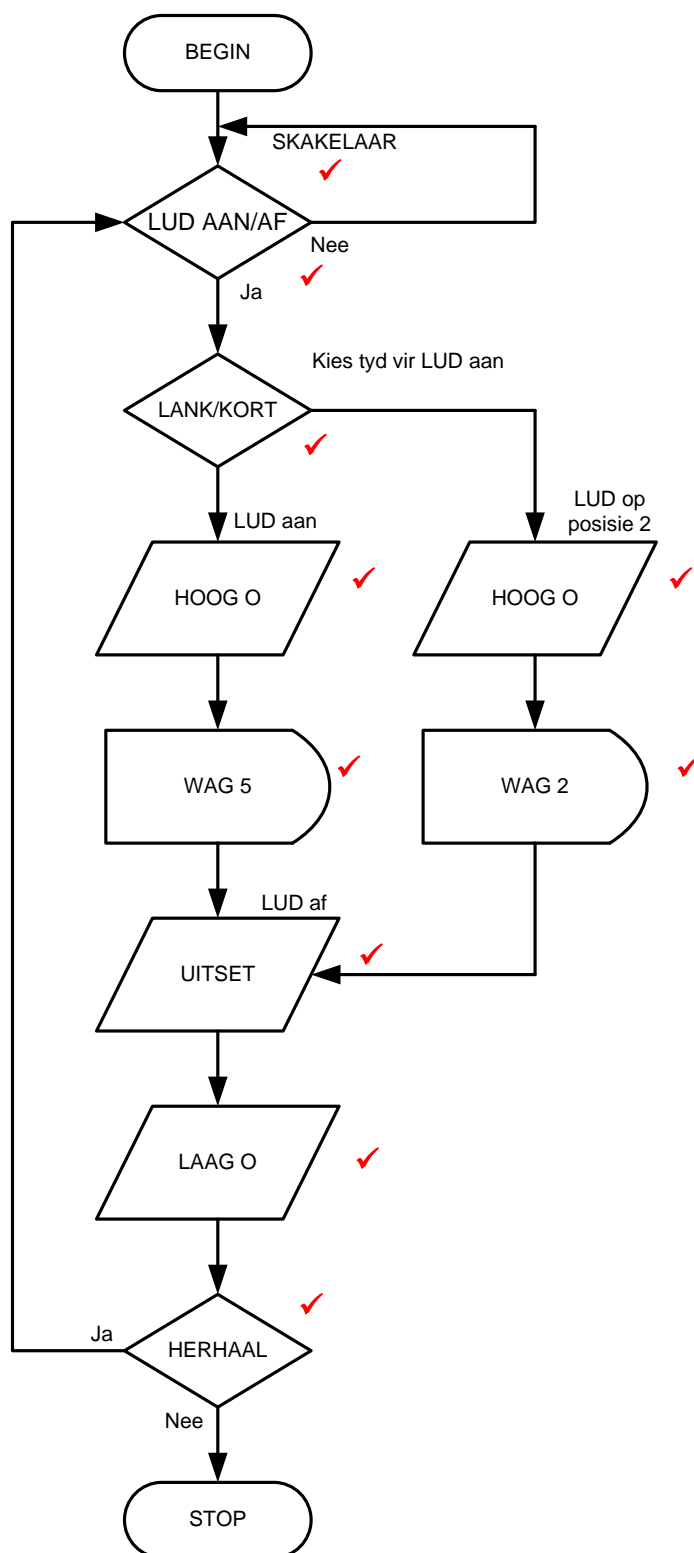 BEGIN
SKAKELAAR
LUD AAN/AF
Nee
Ja
Kies tyd vir LUD aan
LANK/KORT
LUD aan
LUD op
posisie 2
HOOG O
HOOG O
WAG 5
WAG 2
LUD af
UITSET
LAAG O
Ja
HERHAAL
Nee
STOP